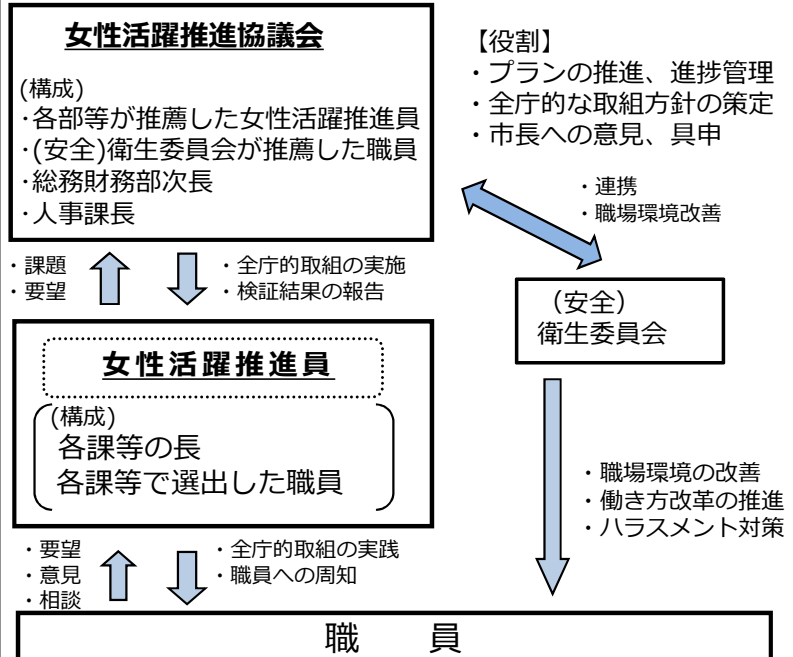 女性活躍推進協議会
(構成)
・各部等が推薦した女性活躍推進員
・(安全)衛生委員会が推薦した職員
・総務財務部次長
・人事課長
【役割】
・プランの推進、進捗管理
・全庁的な取組方針の策定
・市長への意見、具申
・連携
・職場環境改善
・課題
・要望
・全庁的取組の実施
・検証結果の報告
（安全）
衛生委員会
女性活躍推進員
(構成)
各課等の長
各課等で選出した職員
・職場環境の改善
・働き方改革の推進
・ハラスメント対策
・要望
・意見
・相談
・全庁的取組の実践
・職員への周知
職　員